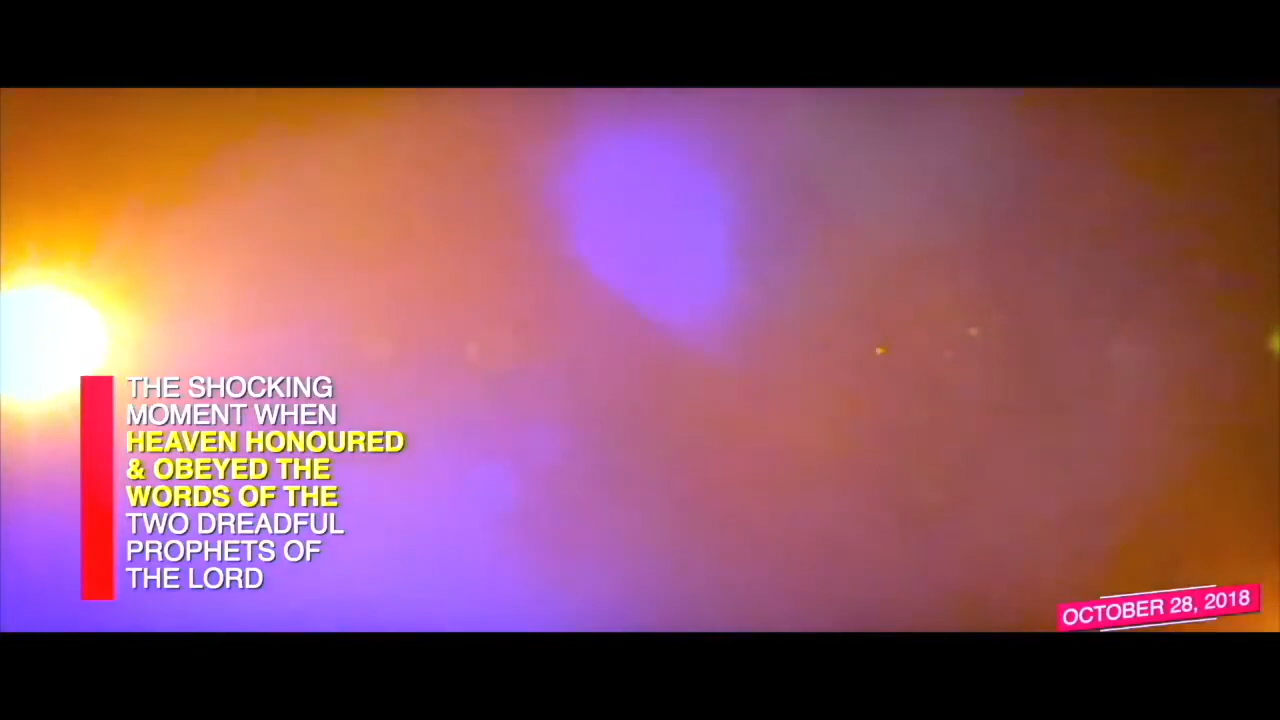 THE SHOCKING
MOMENT WHEN
HEAVEN HONOURED
& OBEYED THE
WORDS OF THE
TWO DREADFUL
PROPHETS OF
THE LORD
OCTOBER 28, 2018